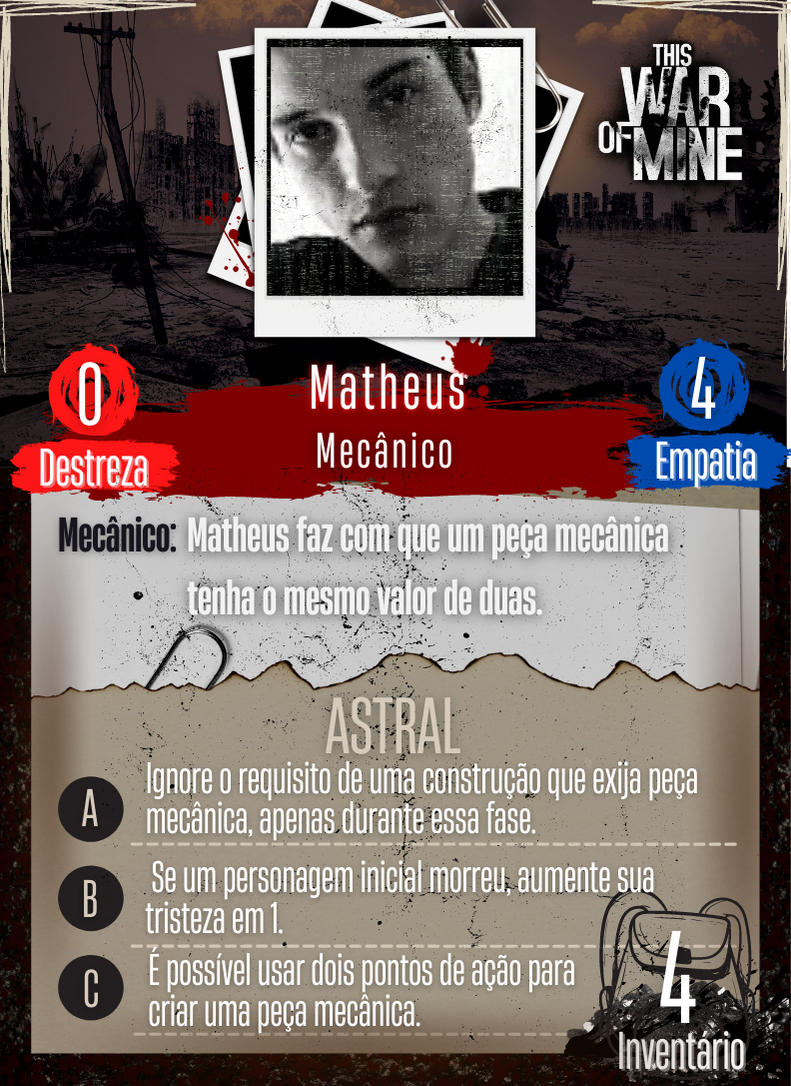 THIS
WAR
OF MINE
0
Destreza
Matheus
Mecânico
4
Empatia
Mecânico: Matheus faz com que um peça mecânica
tenha o mesmo valor de duas.
ASTRAL
A
Ignore o requisito de uma construção que exija peça
mecânica, apenas durante essa fase.
B
Se um personagem inicial morreu, aumente sua
tristeza em 1.
C
É possível usar dois pontos de ação para
criar uma peça mecânica.
4
Inventário